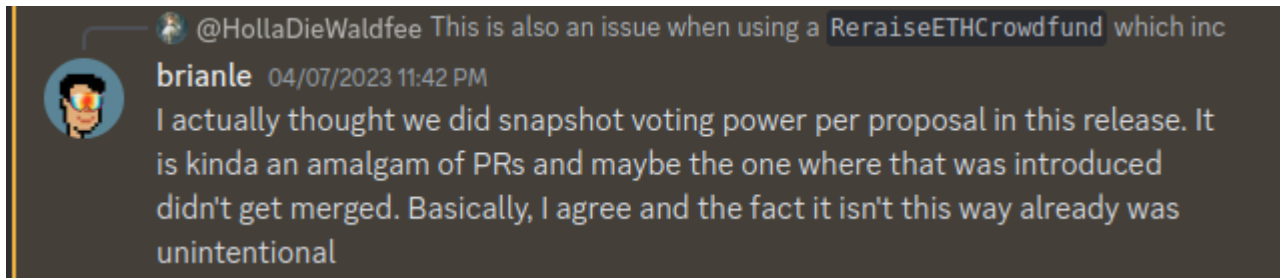 @HollaDieWaldfee This is also an issue when using a ReraiseETHCrowdfund which inc
brianle 04/07/2023 11:42 PM
I actually thought we did snapshot voting power per proposal in this release. It
is kinda an amalgam of PRs and maybe the one where that was introduced
didn't get merged. Basically, I agree and the fact it isn't this way already was
unintentional